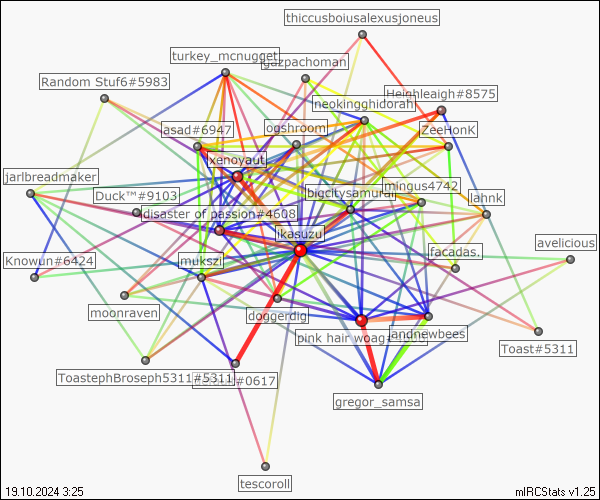 thiccusboiusalexusjoneus
turkey_mcnugget
gazpachoman
Random Stuf6#5983
Heighleagh#8575
neokingghidorah
asad#6947
ogshroom
ZeeHonK
xenoyaut
jarlbreadmaker
mingus4742
Duck™#9103
bigcitysamurai
lahnk
disaster of passion#4608
ikasuzu
avelicious
facadas.
Knowun#6424
mukszi
moonraven
doggerdig
pink hair woag
landnewbees
Toast#5311
ToastephBroseph5311#5311
#0617
gregor_samsa
tescoroll
19.10.2024 3:25
mIRCStats v1.25